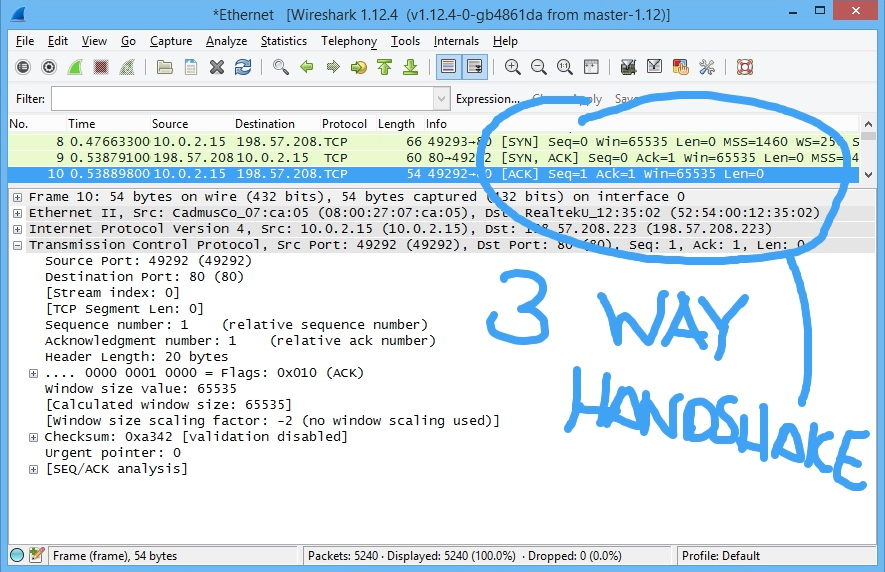 *Ethernet [Wireshark 1.12.4 (v1.12.4-0-gb4861da from master-1.12)]
File Edit View Go Capture Analyze Statistics Telephony Tools Internals Help
Filter: Expression... Clear Apply Save
No. Time Source Destination Protocol Length Info
8 0.47663300 10.0.2.15 198.57.208. TCP 66 49293→80 [SYN] Seq=0 Win=65535 Len=0 MSS=1460 WS=256 S
9 0.53879100 198.57.208. 10.0.2.15 TCP 60 80→49292 [SYN, ACK] Seq=0 Ack=1 Win=65535 Len=0 MSS=
10 0.53889800 10.0.2.15 198.57.208. TCP 54 49292→80 [ACK] Seq=1 Ack=1 Win=65535 Len=0
Frame 10: 54 bytes on wire (432 bits), 54 bytes captured (432 bits) on interface 0
Ethernet II, Src: CadmusCo_07:ca:05 (08:00:27:07:ca:05), Dst: RealtekU_12:35:02 (52:54:00:12:35:02)
Internet Protocol Version 4, Src: 10.0.2.15 (10.0.2.15), Dst: 198.57.208.223 (198.57.208.223)
Transmission Control Protocol, Src Port: 49292 (49292), Dst Port: 80 (80), Seq: 1, Ack: 1, Len: 0
Source Port: 49292 (49292)
Destination Port: 80 (80)
[Stream index: 0]
[TCP Segment Len: 0]
Sequence number: 1 (relative sequence number)
Acknowledgment number: 1 (relative ack number)
Header Length: 20 bytes
.... 0000 0001 0000 = Flags: 0x010 (ACK)
Window size value: 65535
[Calculated window size: 65535]
[Window size scaling factor: -2 (no window scaling used)]
Checksum: 0xa342 [validation disabled]
Urgent pointer: 0
[SEQ/ACK analysis]
3 WAY
HANDSHAKE
Frame (frame), 54 bytes Packets: 5240 · Displayed: 5240 (100.0%) · Dropped: 0 (0.0%) Profile: Default